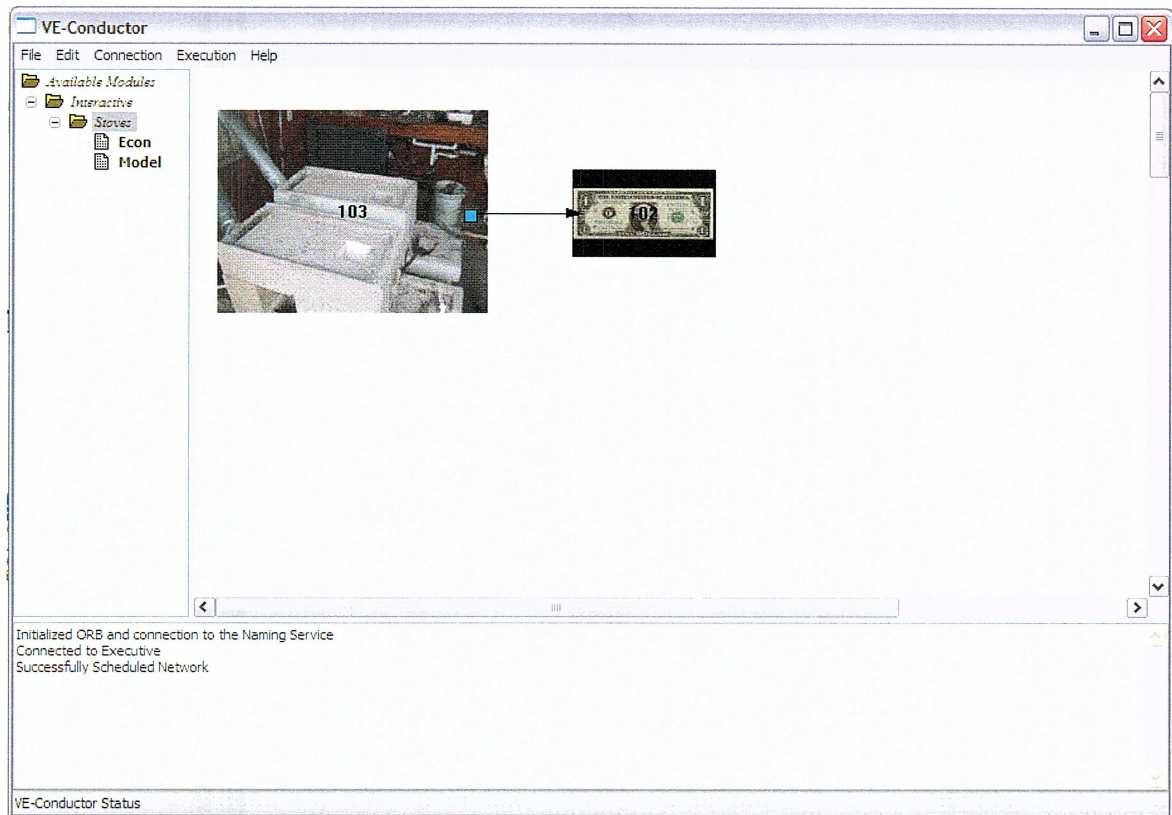 VE-Conductor
File Edit Connection Execution Help
Available Modules
Interactive
Stoves
Econ
Model
103
102
Initialized ORB and connection to the Naming Service
Connected to Executive
Successfully Scheduled Network
VE-Conductor Status